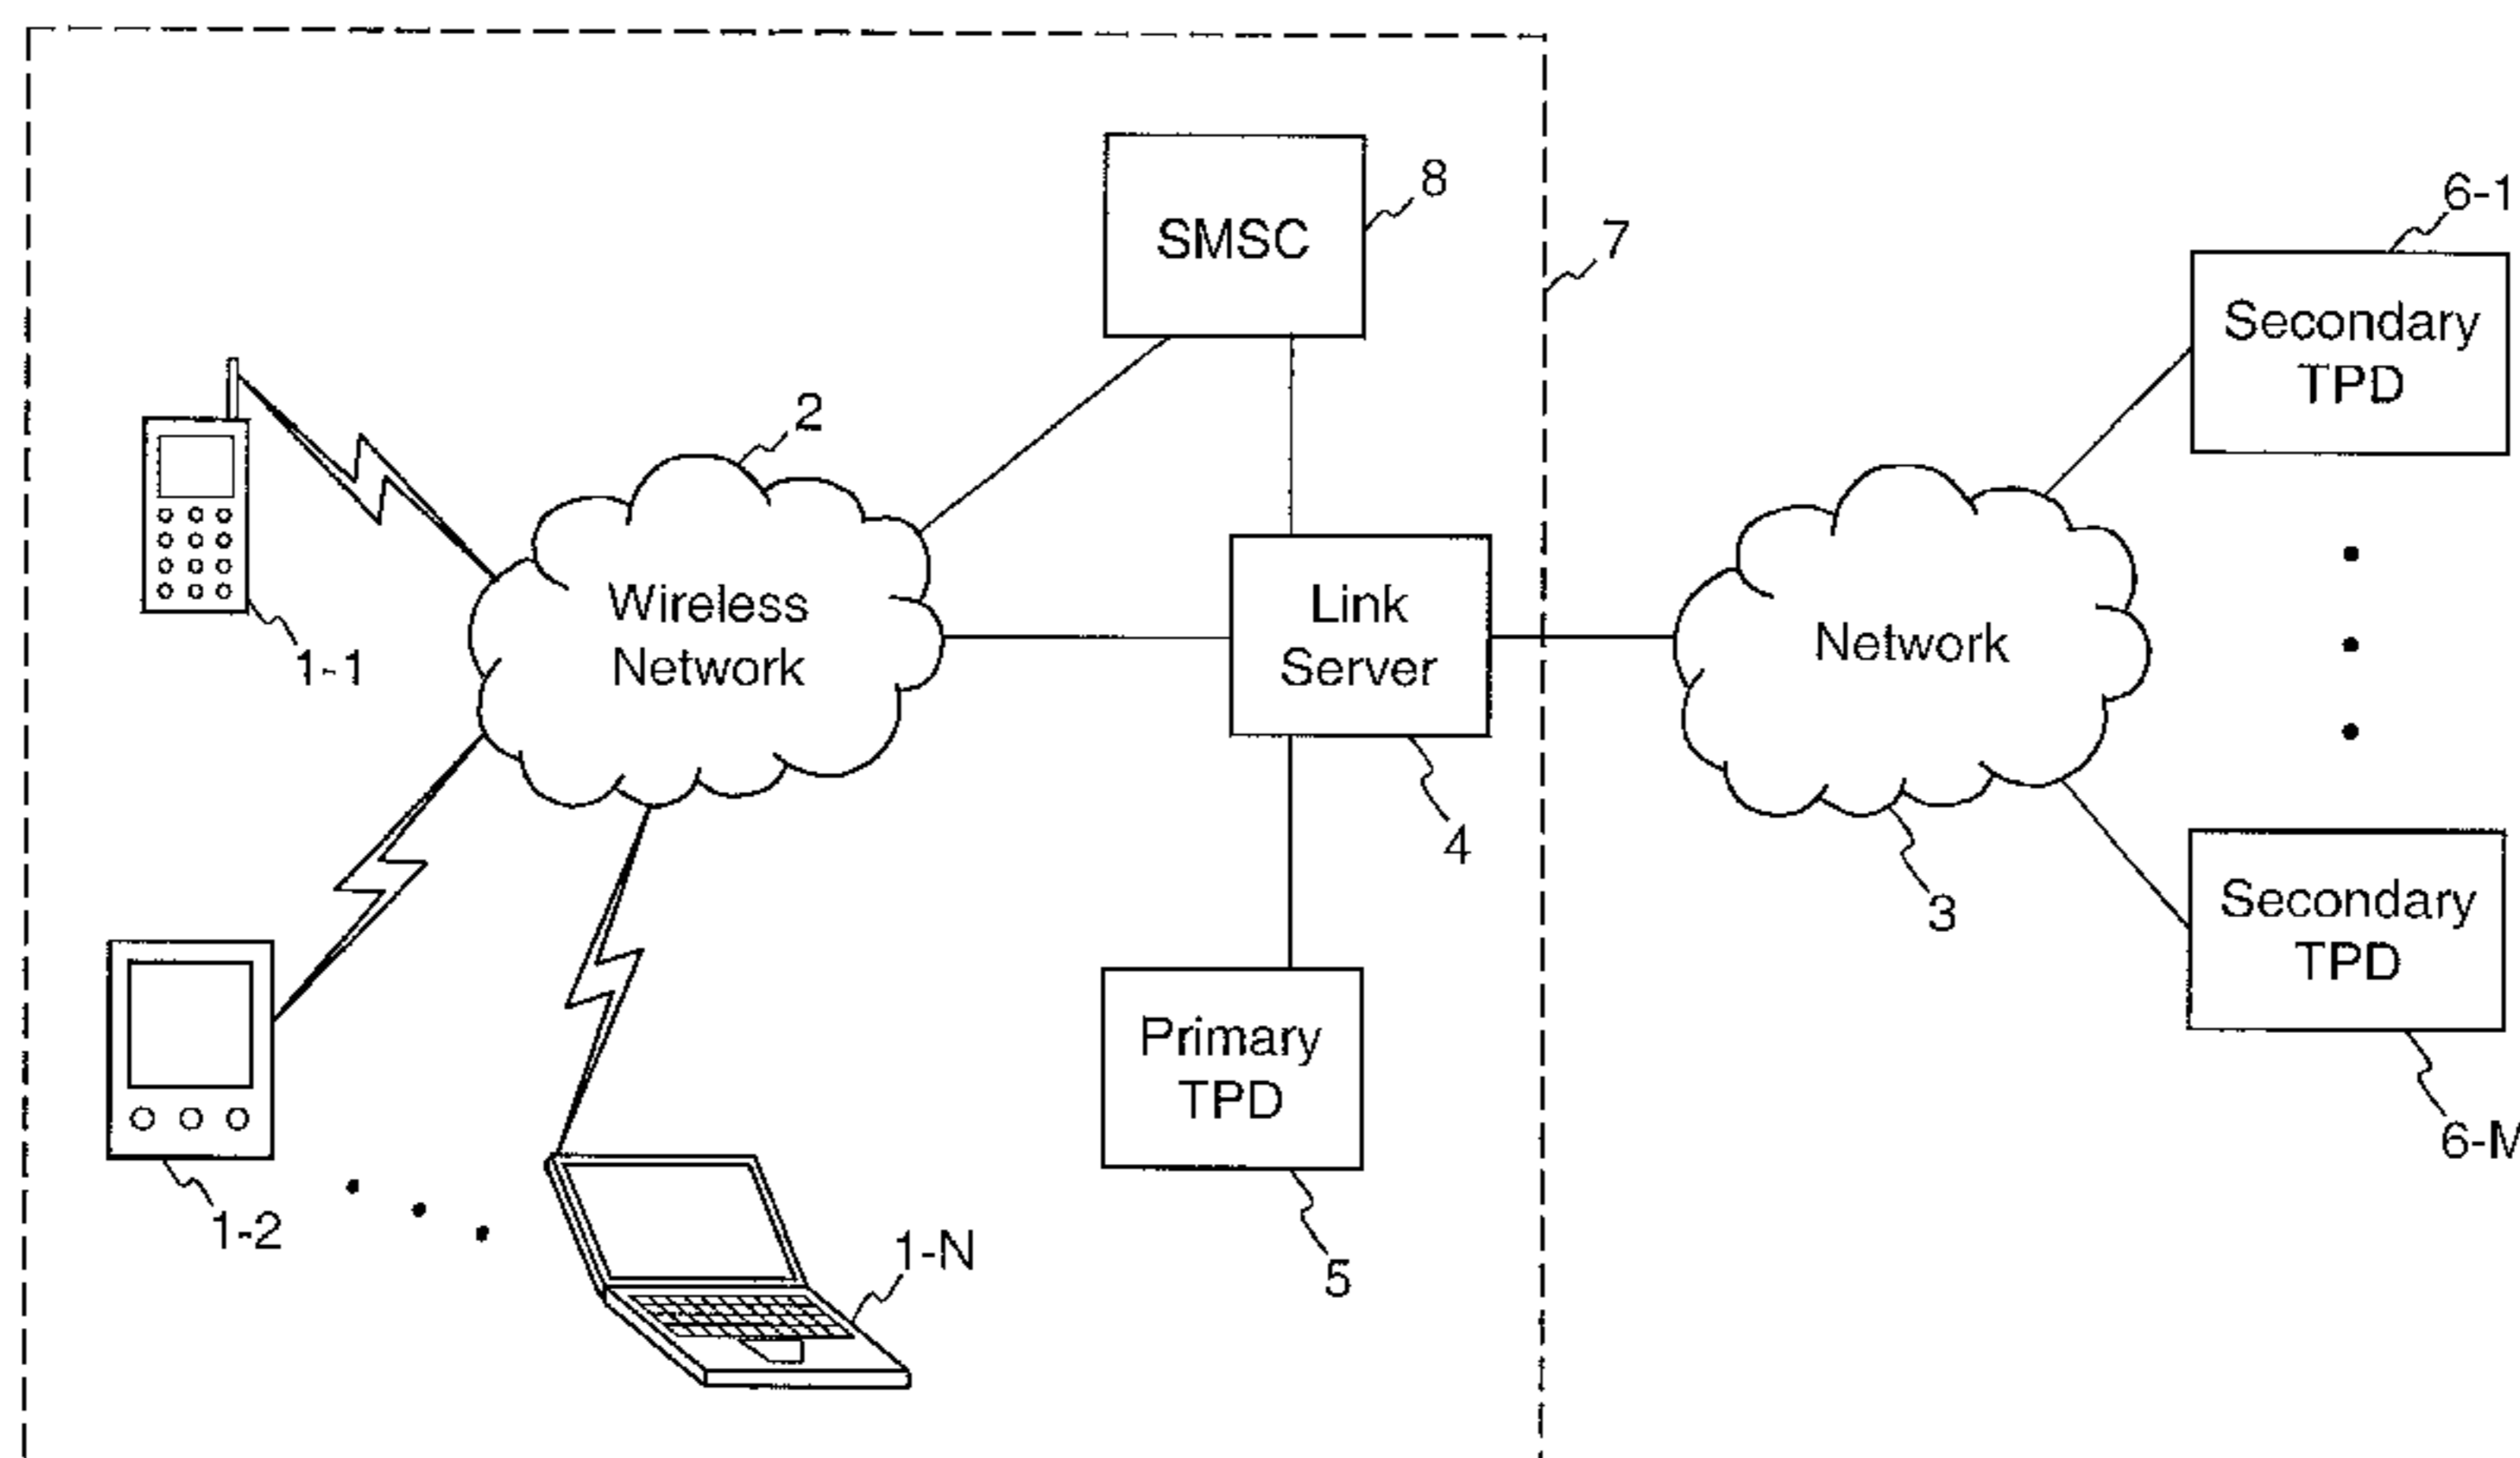 8
SMSC
7
6-1
Secondary
TPD
2
Wireless
Network
1-1
Link
Server
Network
4
3
Secondary
TPD
6-M
Primary
TPD
5
1-2
1-N